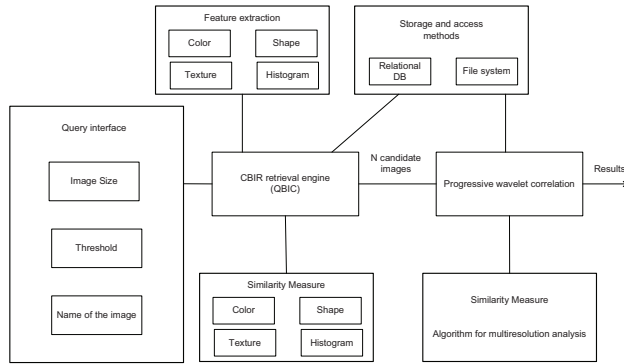 Feature extraction
Color
Shape
Texture
Histogram
Storage and access
methods
Relational
DB
File system
Query interface
Image Size
Threshold
Name of the image
CBIR retrieval engine
(QBIC)
N candidate
images
Progressive wavelet correlation
Results
Similarity Measure
Color
Shape
Texture
Histogram
Similarity Measure
Algorithm for multiresolution analysis